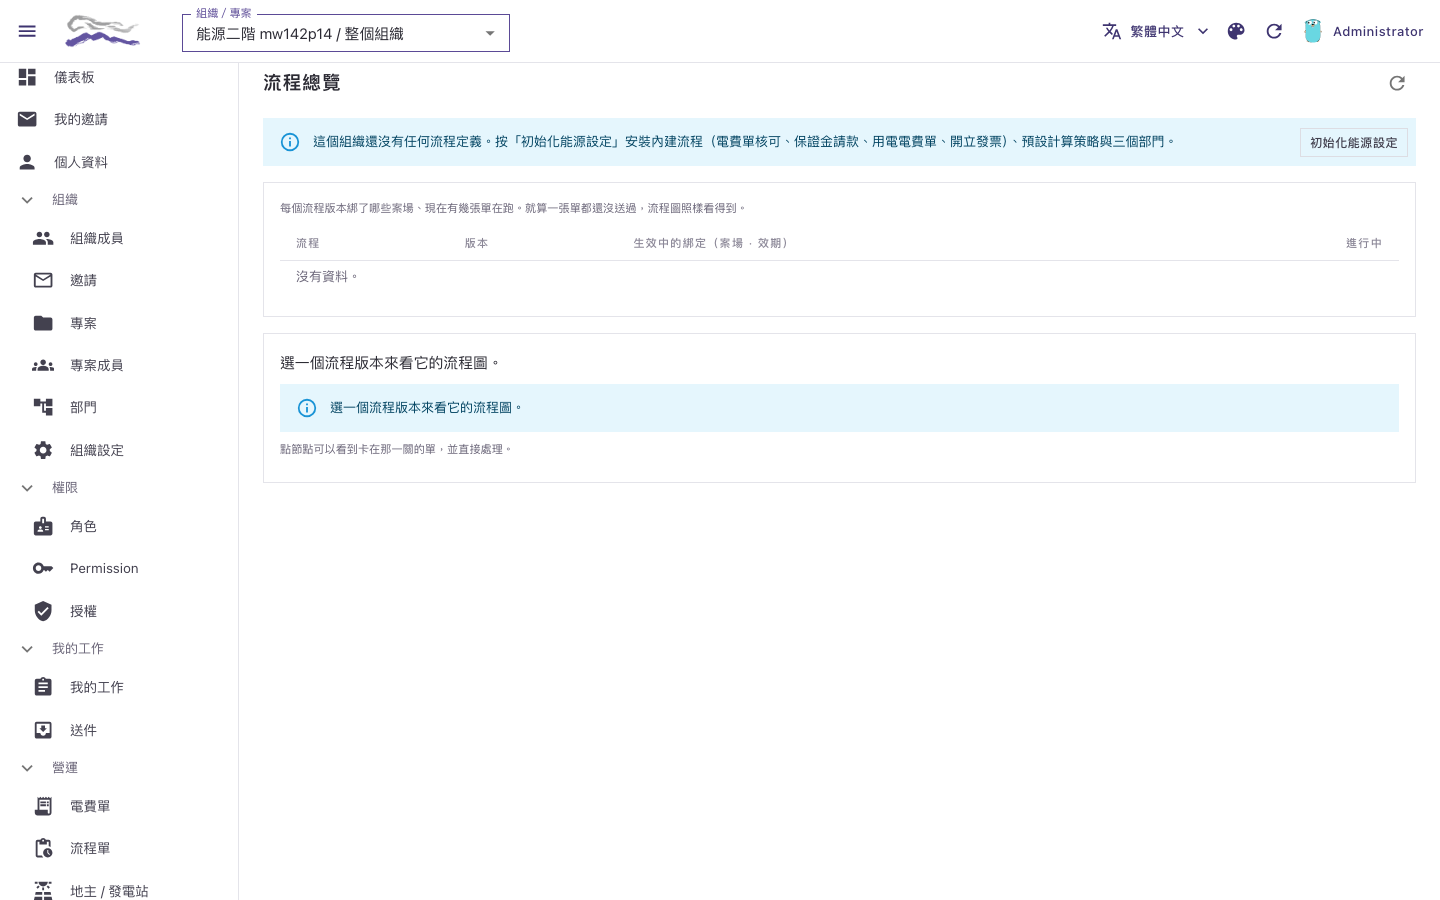 組織 / 專案
能源二階 mw142p14 / 整個組織
繁體中文
Administrator
儀表板
我的邀請
個人資料
組織
組織成員
邀請
專案
專案成員
部門
組織設定
權限
角色
Permission
授權
我的工作
我的工作
送件
營運
電費單
流程單
地主 / 發電站
流程總覽
這個組織還沒有任何流程定義。按「初始化能源設定」安裝內建流程（電費單核可、保證金請款、用電電費單、開立發票）、預設計算策略與三個部門。
初始化能源設定
每個流程版本綁了哪些案場、現在有幾張單在跑。就算一張單都還沒送過，流程圖照樣看得到。
流程 版本 生效中的綁定（案場 · 效期） 進行中
沒有資料。
選一個流程版本來看它的流程圖。
選一個流程版本來看它的流程圖。
點節點可以看到卡在那一關的單，並直接處理。